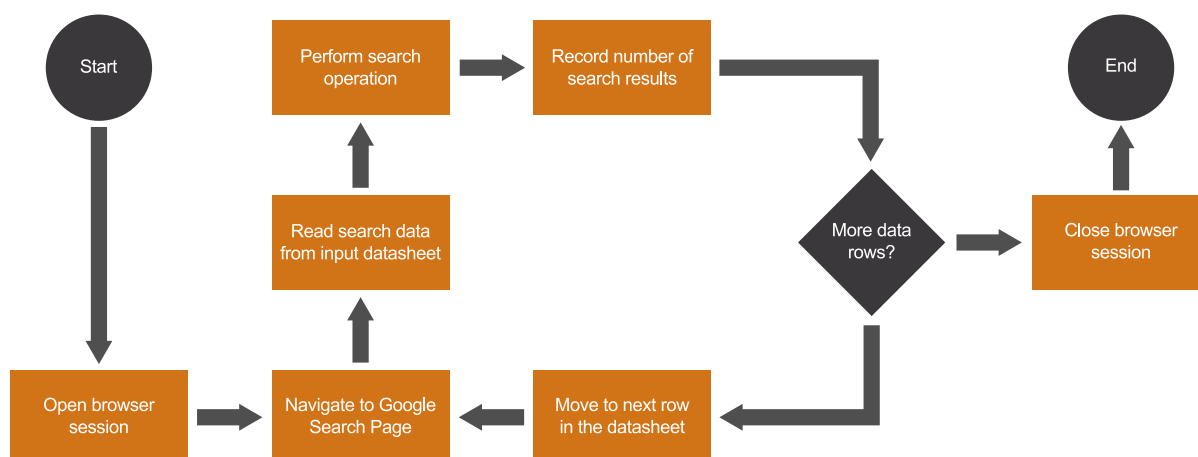 Start
Perform search
operation
Record number of
search results
End
Read search data
from input datasheet
More data
rows?
Close browser
session
Open browser
session
Navigate to Google
Search Page
Move to next row
in the datasheet